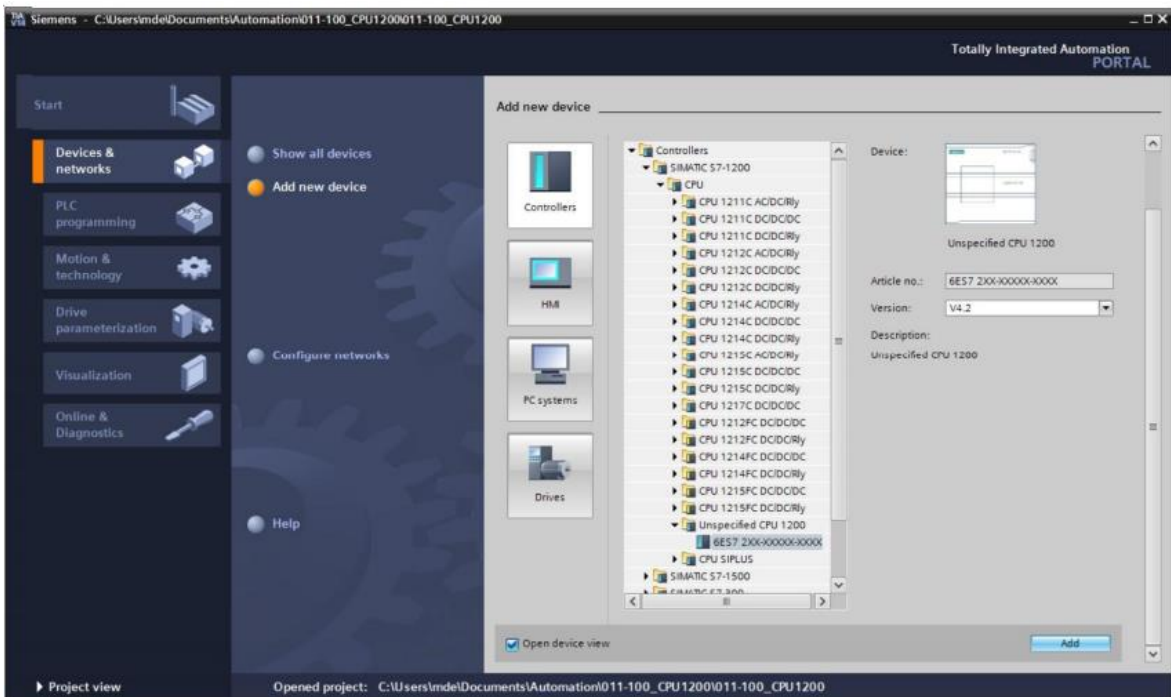 Siemens - C:\Users\mde\Documents\Automation\011-100_CPU1200\011-100_CPU1200
Totally Integrated Automation
PORTAL
Start
Devices &
networks
PLC
programming
Motion &
technology
Drive
parameterization
Visualization
Online &
Diagnostics
Show all devices
Add new device
Configure networks
Help
Add new device
Controllers
HMI
PC systems
Drives
Controllers
SIMATIC S7-1200
CPU
CPU 1211C AC/DC/Rly
CPU 1211C DC/DC/DC
CPU 1211C DC/DC/Rly
CPU 1212C AC/DC/Rly
CPU 1212C DC/DC/DC
CPU 1212C DC/DC/Rly
CPU 1214C AC/DC/Rly
CPU 1214C DC/DC/DC
CPU 1214C DC/DC/Rly
CPU 1215C AC/DC/Rly
CPU 1215C DC/DC/DC
CPU 1215C DC/DC/Rly
CPU 1217C DC/DC/DC
CPU 1212FC DC/DC/DC
CPU 1212FC DC/DC/Rly
CPU 1214FC DC/DC/DC
CPU 1214FC DC/DC/Rly
CPU 1215FC DC/DC/DC
CPU 1215FC DC/DC/Rly
Unspecified CPU 1200
6ES7 2XX-XXXXX-XXXX
CPU SIPLUS
SIMATIC S7-1500
SIMATIC S7-300
Device:
Unspecified CPU 1200
Article no.: 6ES7 2XX-XXXXX-XXXX
Version: V4.2
Description:
Unspecified CPU 1200
Open device view
Add
Project view
Opened project: C:\Users\mde\Documents\Automation\011-100_CPU1200\011-100_CPU1200